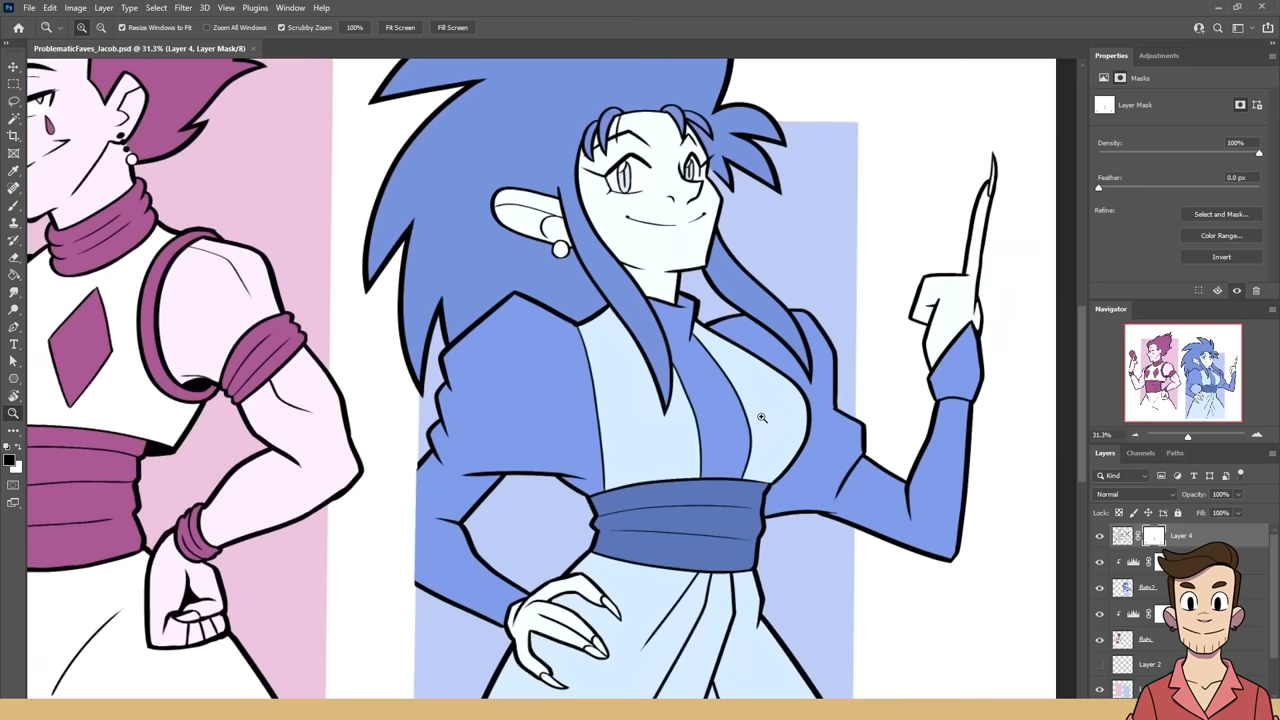 Ps File Edit Image Layer Type Select Filter 3D View Plugins Window Help
Resize Windows to Fit Zoom All Windows Scrubby Zoom 100% Fit Screen Fill Screen
ProblematicFaves_Jacob.psd @ 31.3% (Layer 4, Layer Mask/8) ×
Properties Adjustments
Masks
Layer Mask
Density: 100%
Feather: 0.0 px
Refine: Select and Mask...
Color Range...
Invert
Navigator
31.3%
Layers Channels Paths
Kind
Normal Opacity: 100%
Lock: Fill: 100%
Layer 4
flats2
flats
Layer 2